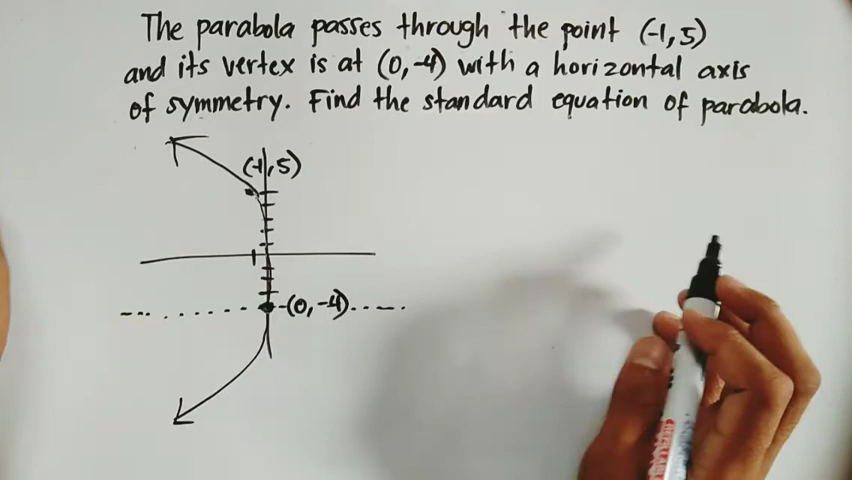 The parabola passes through the point (-1, 5)
and its vertex is at (0, -4) with a horizontal axis
of symmetry. Find the standard equation of parabola.
(-1, 5)
(0, -4)